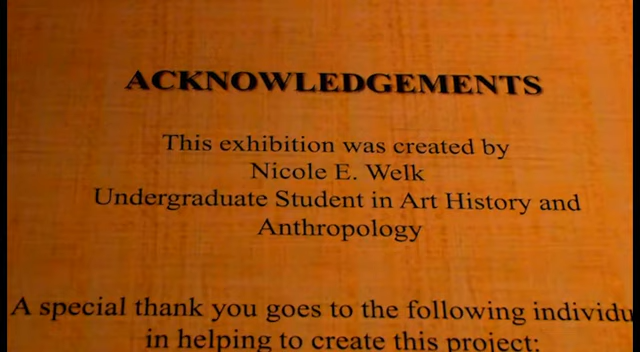 ACKNOWLEDGEMENTS
This exhibition was created by
Nicole E. Welk
Undergraduate Student in Art History and
Anthropology
A special thank you goes to the following individu
in helping to create this project: